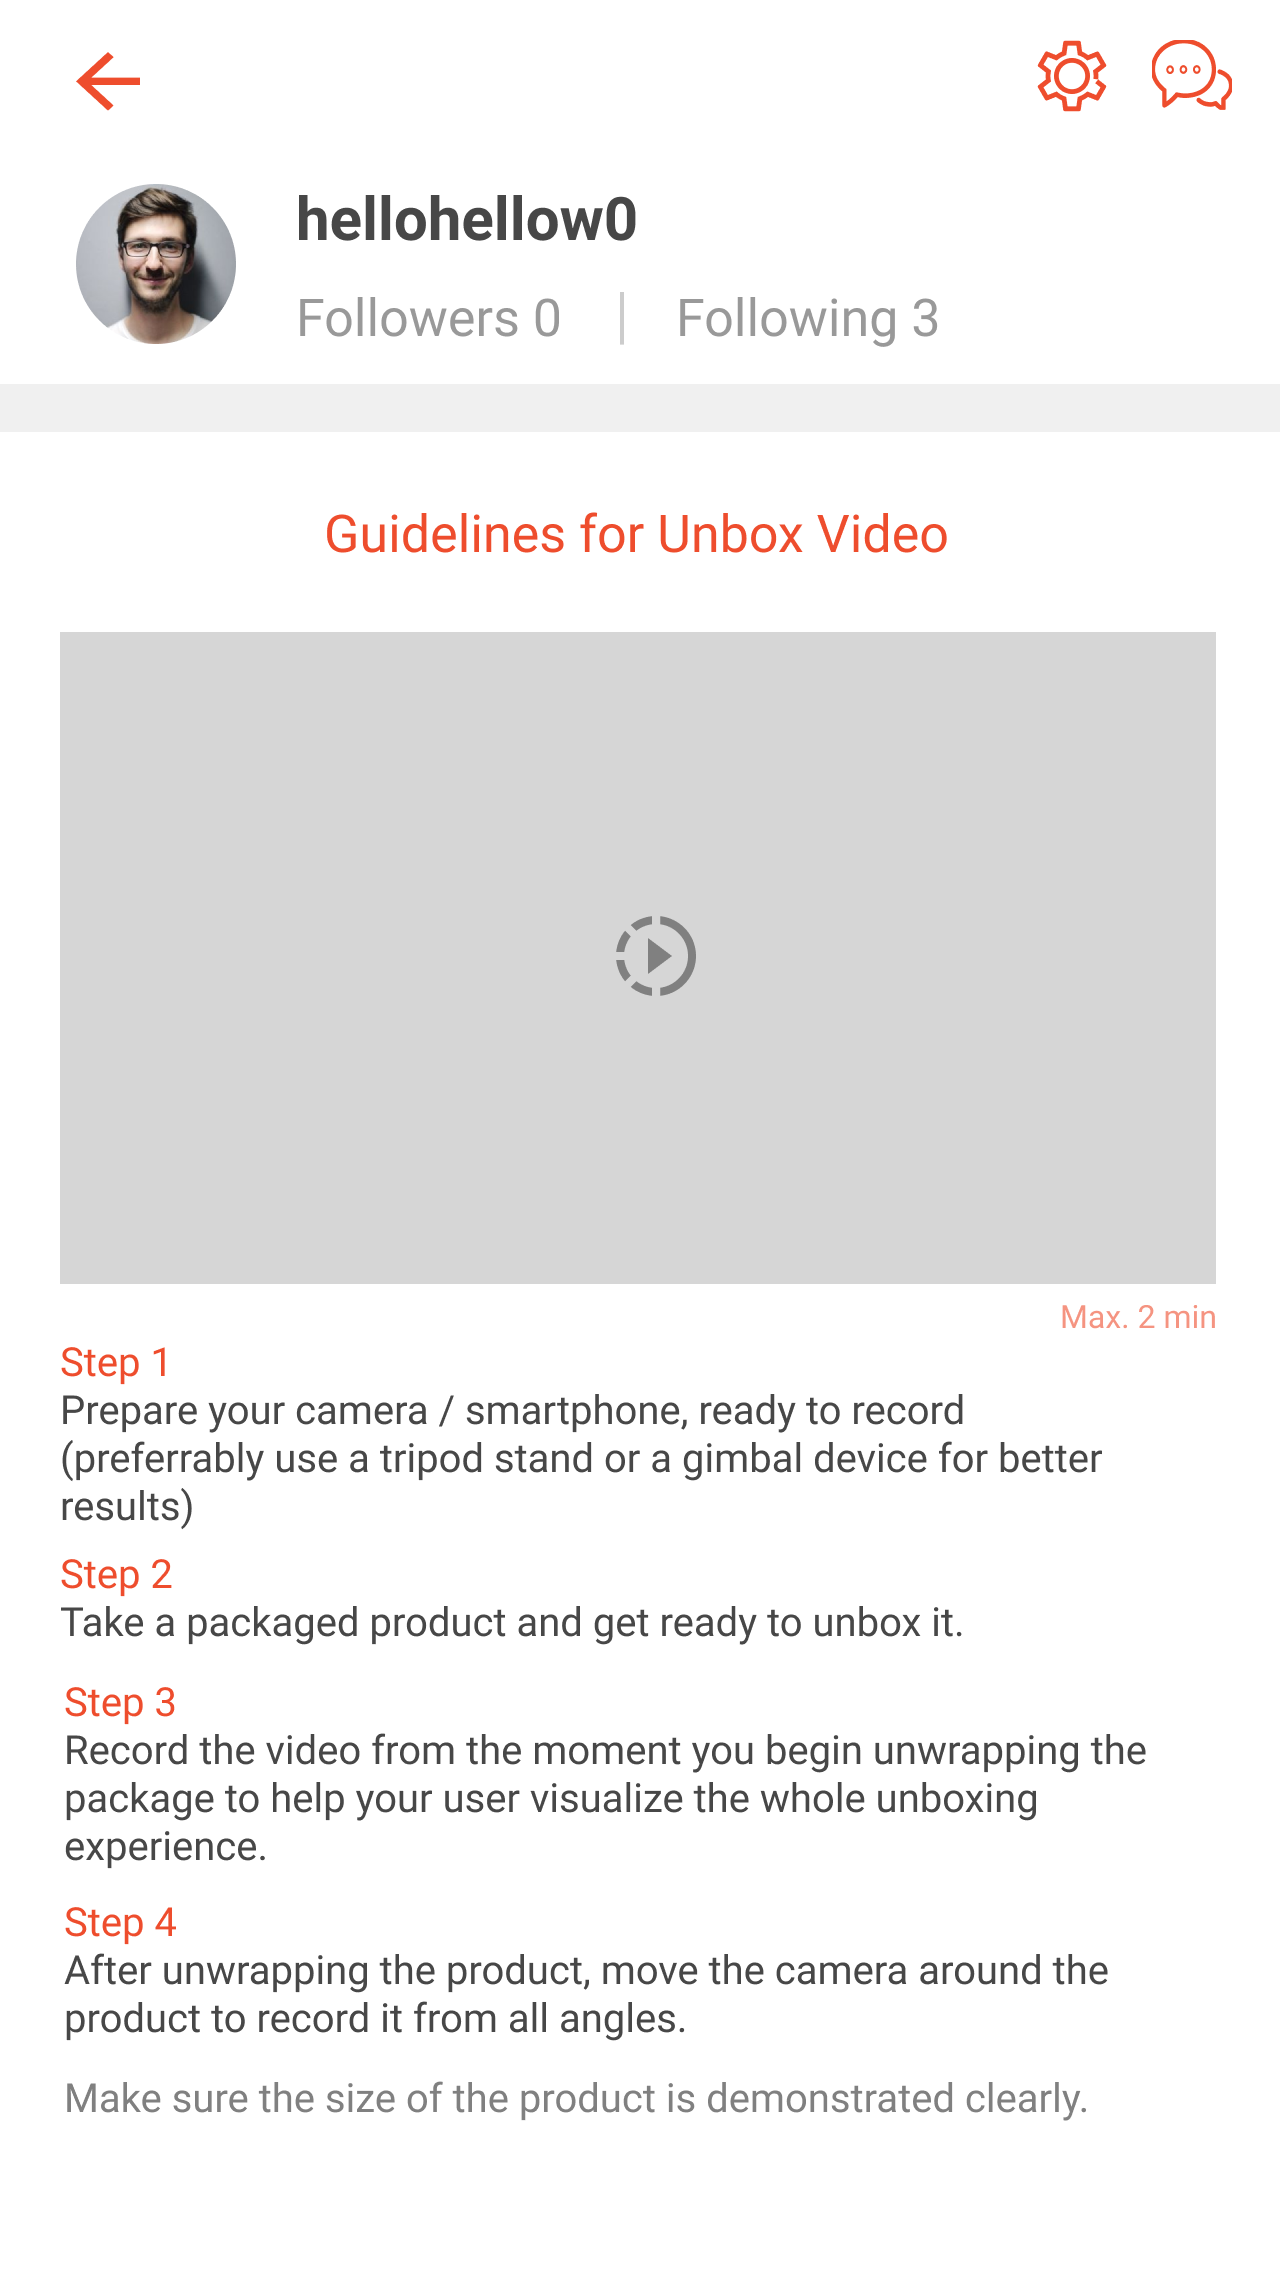 hellohellow0
Followers 0 | Following 3
Guidelines for Unbox Video
Max. 2 min
Step 1
Prepare your camera / smartphone, ready to record
(preferrably use a tripod stand or a gimbal device for better
results)
Step 2
Take a packaged product and get ready to unbox it.
Step 3
Record the video from the moment you begin unwrapping the
package to help your user visualize the whole unboxing
experience.
Step 4
After unwrapping the product, move the camera around the
product to record it from all angles.
Make sure the size of the product is demonstrated clearly.